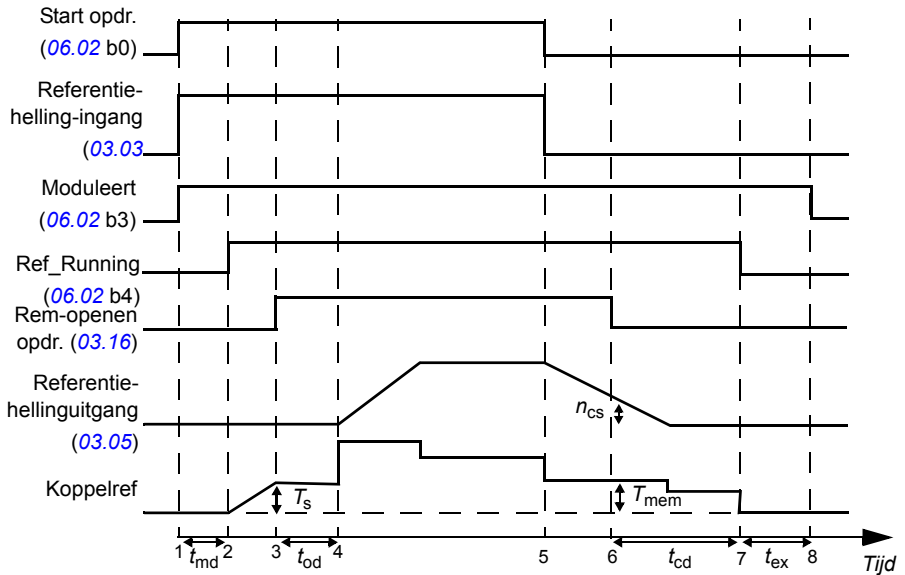 Start opdr.
(06.02 b0)
Referentie-
helling-ingang
(03.03
Moduleert
(06.02 b3)
Ref_Running
(06.02 b4)
Rem-openen
opdr. (03.16)
Referentie-
hellinguitgang
(03.05)
ncs
Koppelref
Ts
Tmem
1 tmd 2 3 tod 4 5 6 tcd 7 tex 8 Tijd